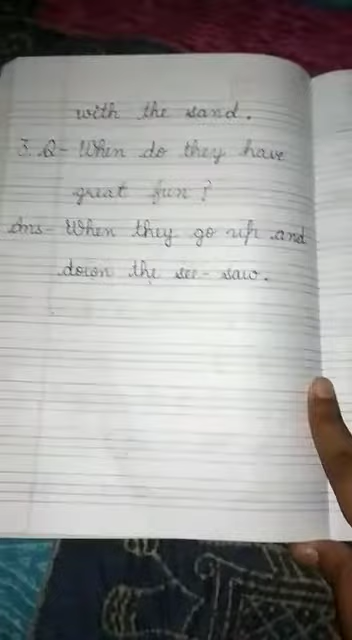 with the sand.
3. Q- When do they have
great fun?
Ans- When they go up and
down the see-saw.